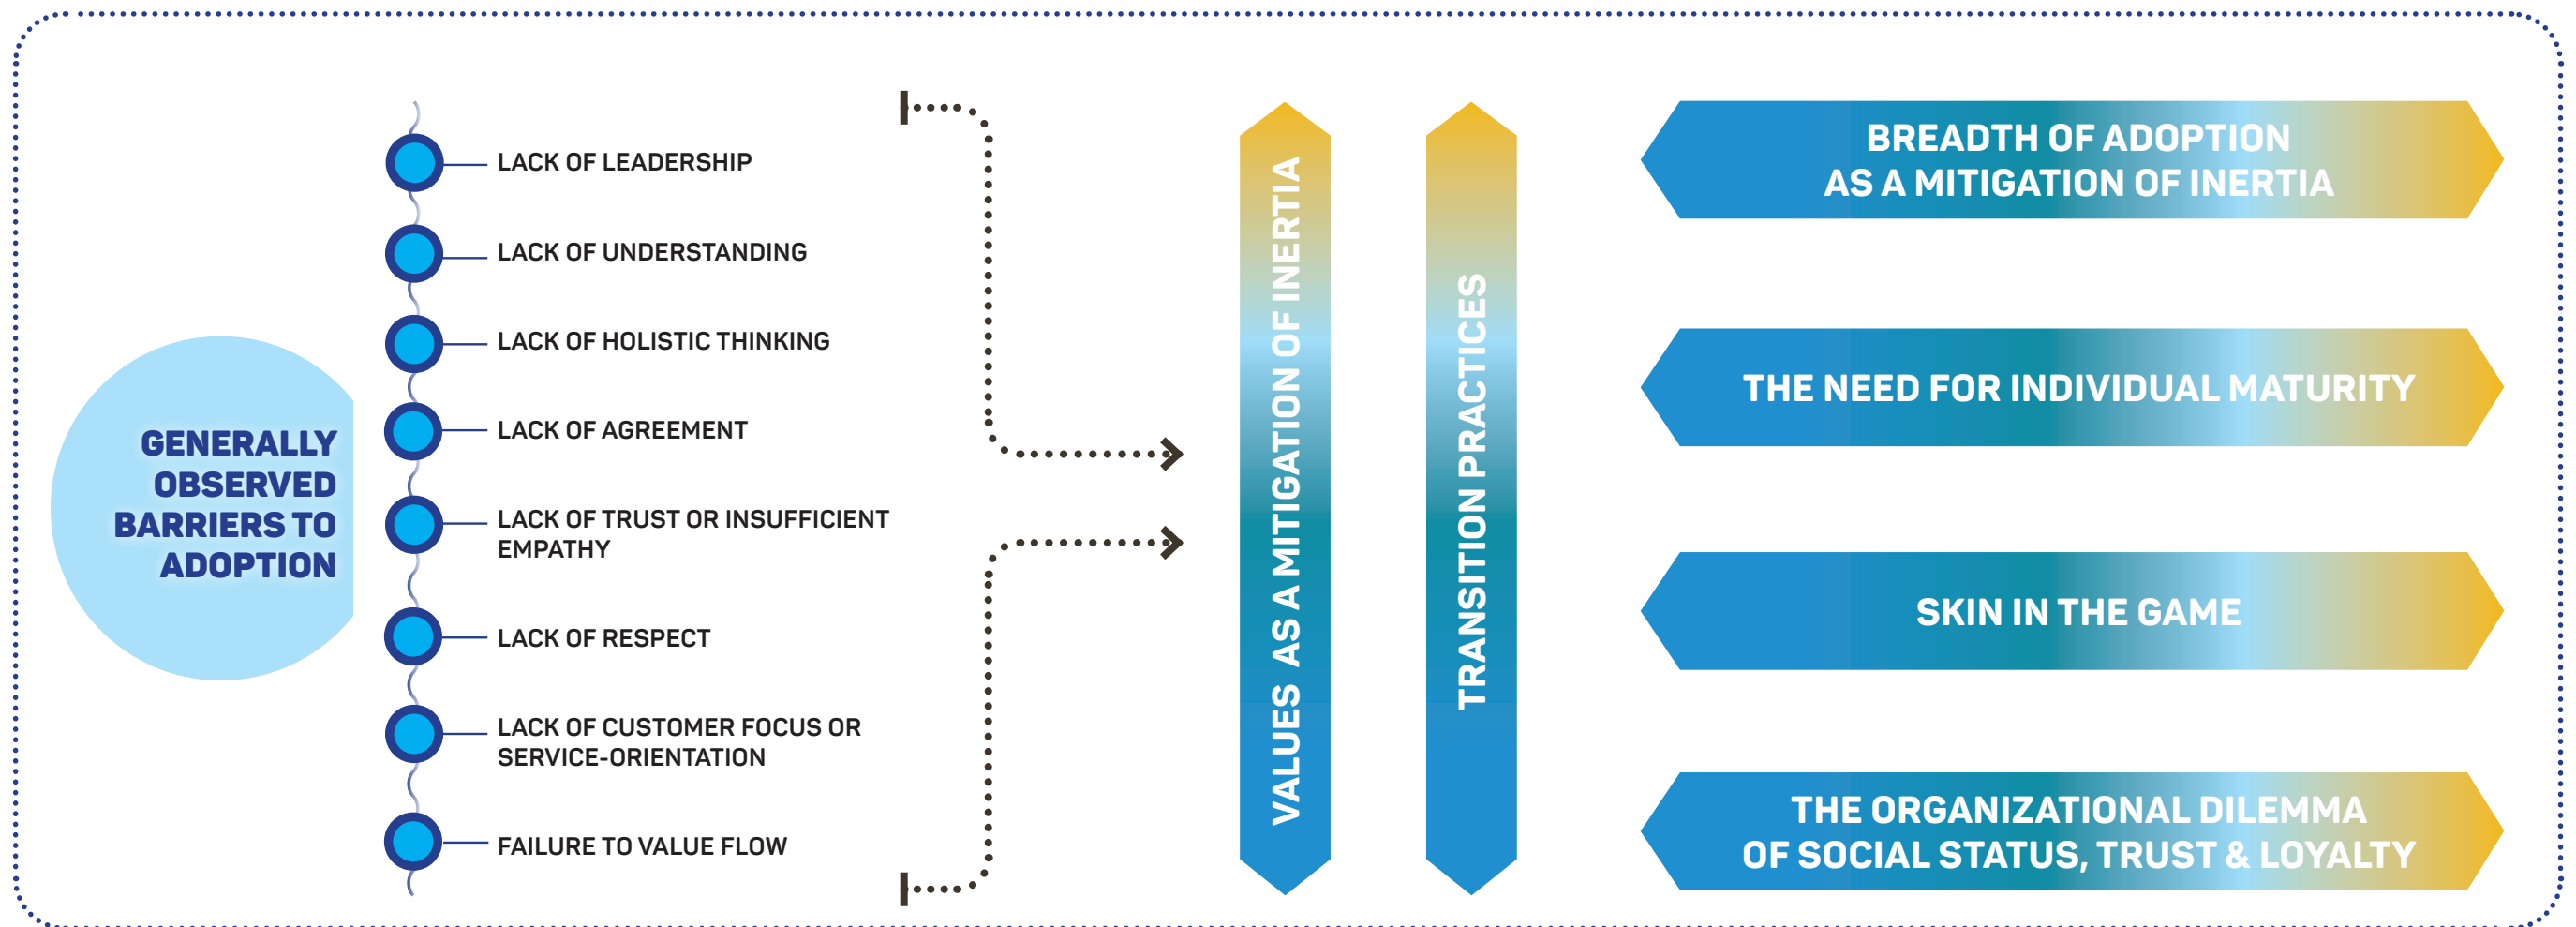 GENERALLY
OBSERVED
BARRIERS TO
ADOPTION
LACK OF LEADERSHIP
LACK OF UNDERSTANDING
LACK OF HOLISTIC THINKING
LACK OF AGREEMENT
LACK OF TRUST OR INSUFFICIENT
EMPATHY
LACK OF RESPECT
LACK OF CUSTOMER FOCUS OR
SERVICE-ORIENTATION
FAILURE TO VALUE FLOW
VALUES AS A MITIGATION OF INERTIA
TRANSITION PRACTICES
BREADTH OF ADOPTION
AS A MITIGATION OF INERTIA
THE NEED FOR INDIVIDUAL MATURITY
SKIN IN THE GAME
THE ORGANIZATIONAL DILEMMA
OF SOCIAL STATUS, TRUST & LOYALTY